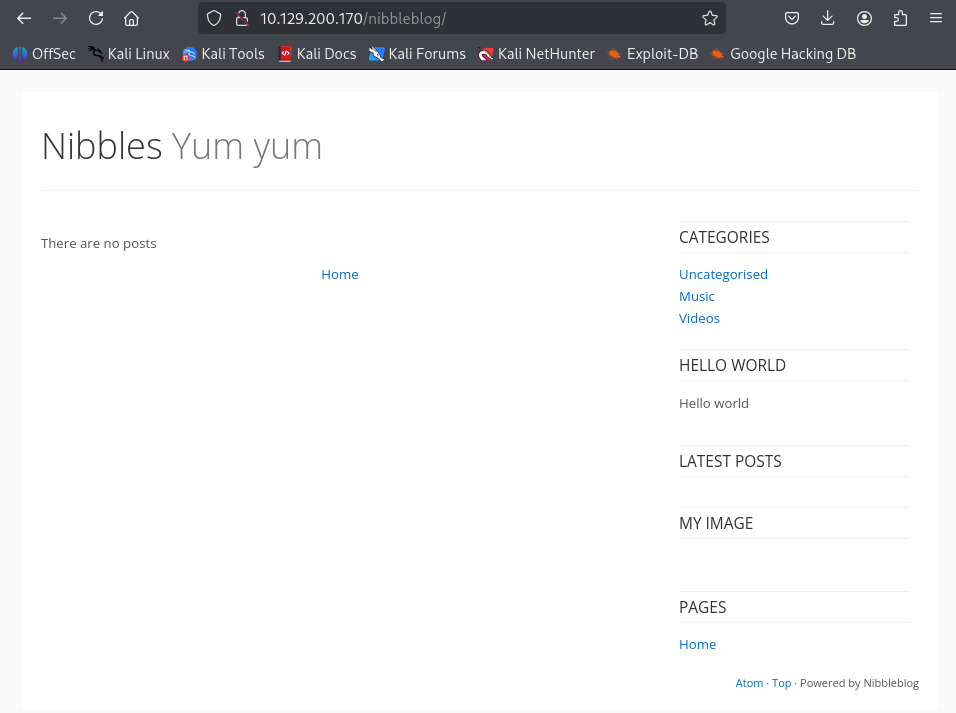 10.129.200.170/nibbleblog/
OffSec Kali Linux Kali Tools Kali Docs Kali Forums Kali NetHunter Exploit-DB Google Hacking DB
Nibbles Yum yum
There are no posts
Home
CATEGORIES
Uncategorised
Music
Videos
HELLO WORLD
Hello world
LATEST POSTS
MY IMAGE
PAGES
Home
Atom · Top · Powered by Nibbleblog